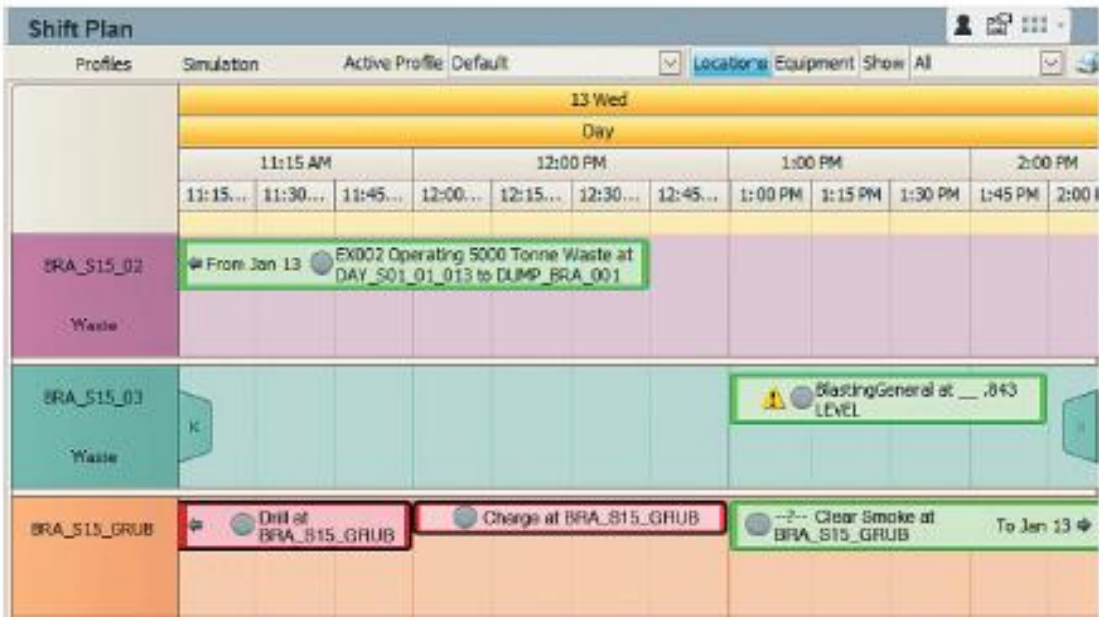 Shift Plan
Profiles Simulation Active Profile Default Locations Equipment Show All
13 Wed
Day
11:15 AM 12:00 PM 1:00 PM 2:00 PM
11:15... 11:30... 11:45... 12:00... 12:15... 12:30... 12:45... 1:00 PM 1:15 PM 1:30 PM 1:45 PM 2:00
BRA_S15_02
Waste
From Jan 13
EX002 Operating 5000 Tonne Waste at
DAY_S01_01_013 to DUMP_BRA_001
BRA_S15_03
Waste
K
BlastingGeneral at __ .843
LEVEL
BRA_S15_GRUB
Drill at
BRA_S15_GRUB
Charge at BRA_S15_GRUB
--?-- Clear Smoke at
BRA_S15_GRUB
To Jan 13